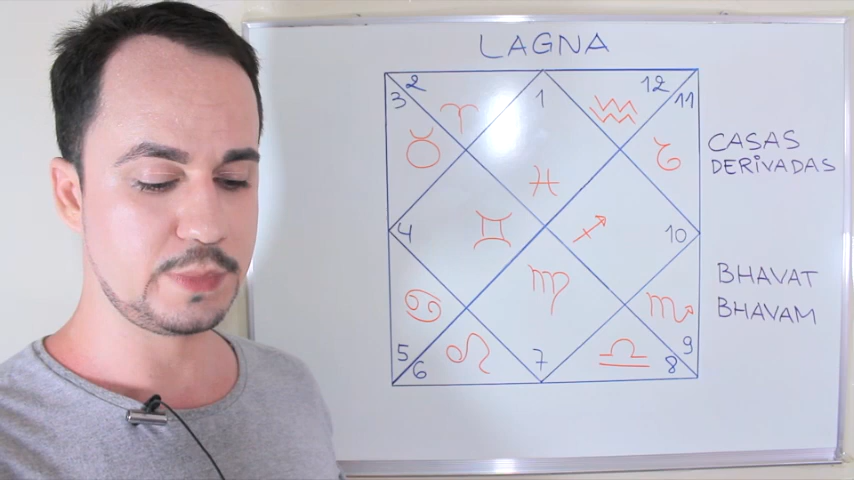 LAGNA
2 1 12
3 11
♈ ♒
♉ ♑
♓
4 ♊ ♐ 10
♍
♋ ♏
5 ♌ ♎ 9
6 7 8
CASAS
DERIVADAS
BHAVAT
BHAVAM